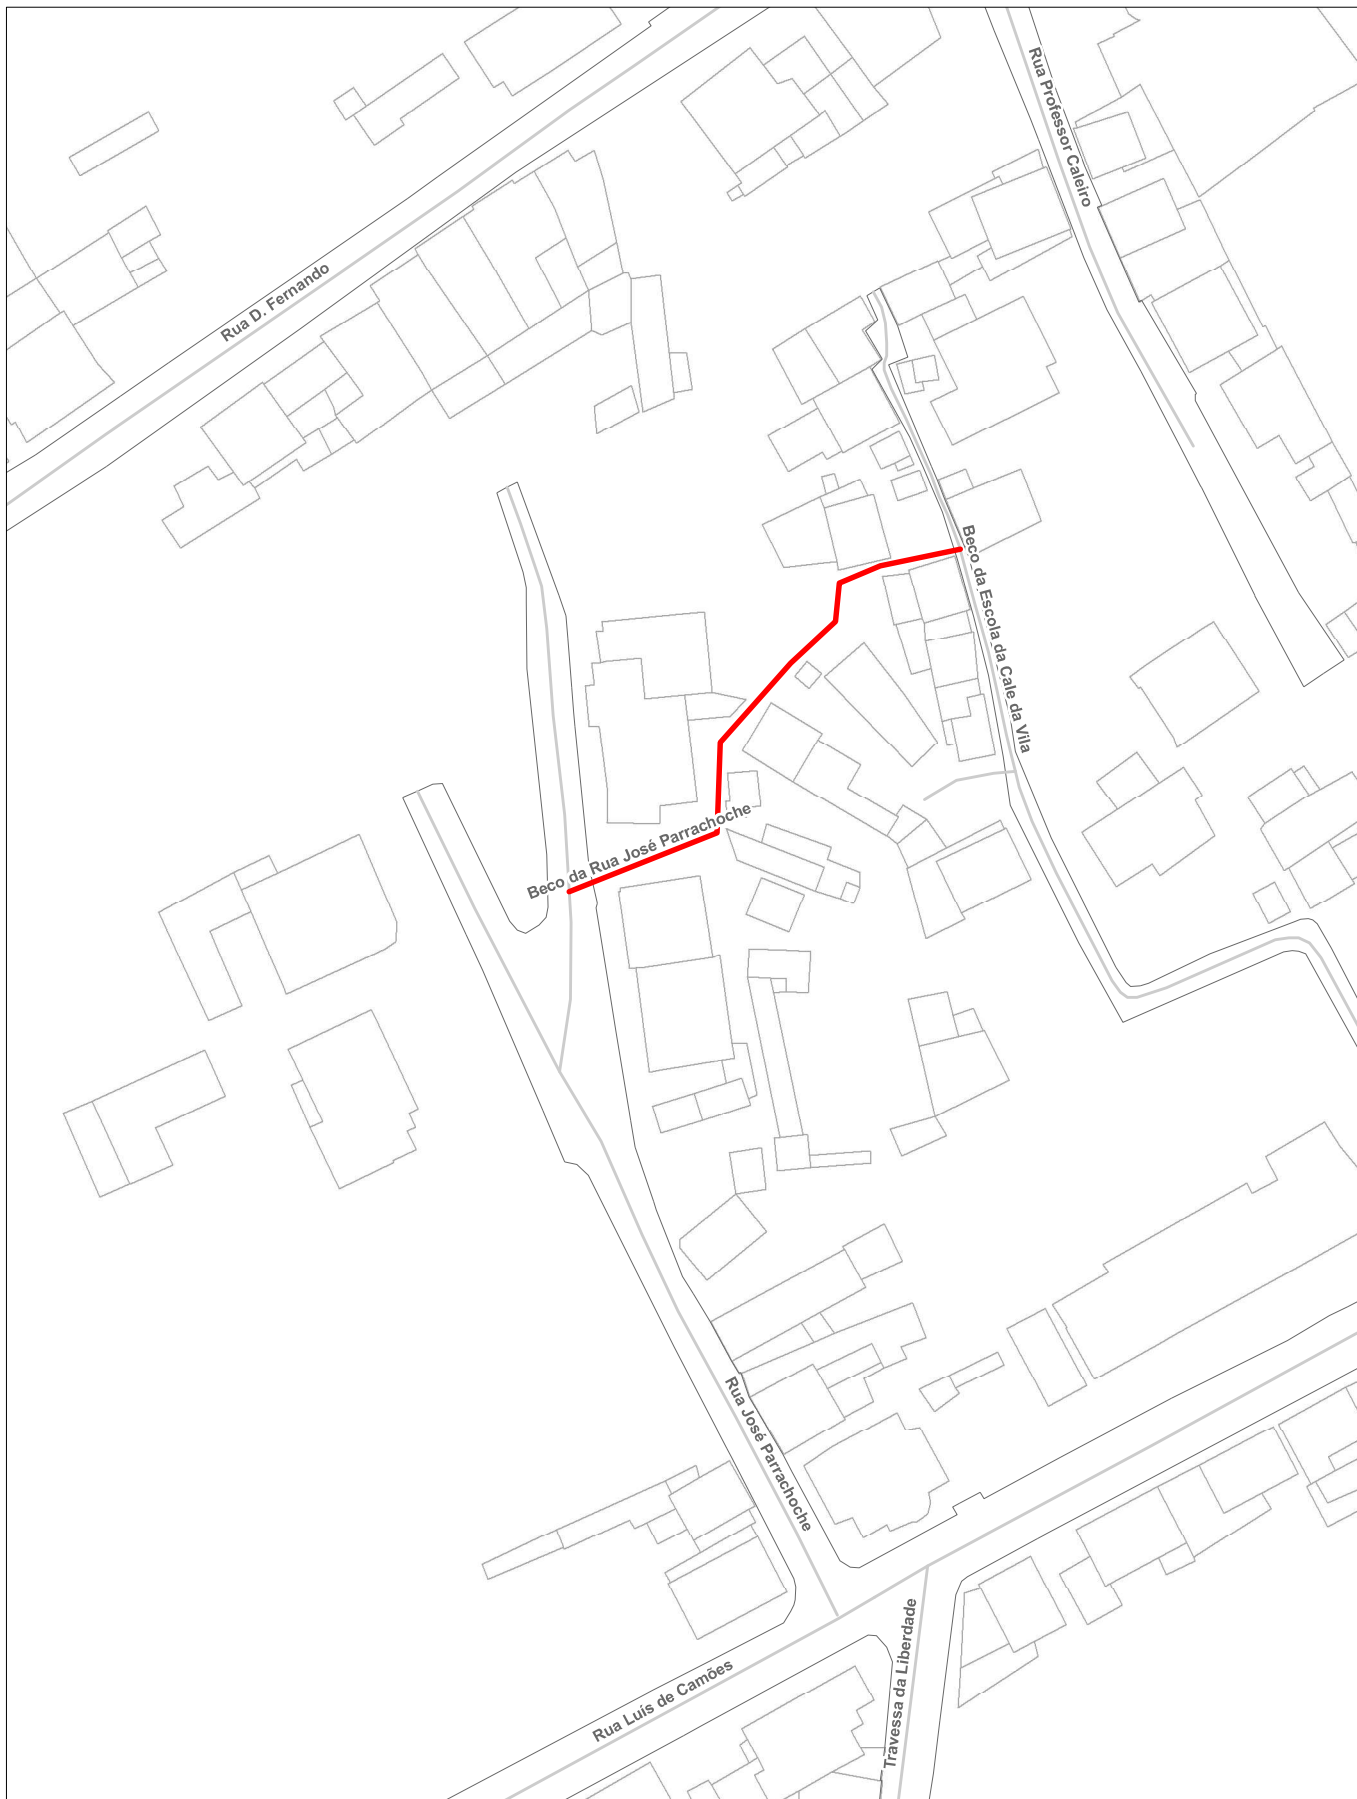 Rua Professor Caleiro
Rua D. Fernando
Beco da Escola da Cale da Vila
Beco da Rua José Parrachoche
Rua José Parrachoche
Travessa da Liberdade
Rua Luís de Camões